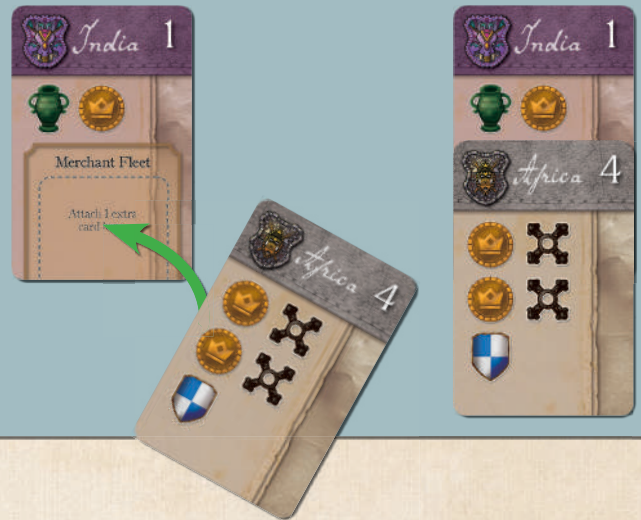 India 1
Merchant Fleet
Attach 1 extra
card
Africa 4
India 1
Africa 4